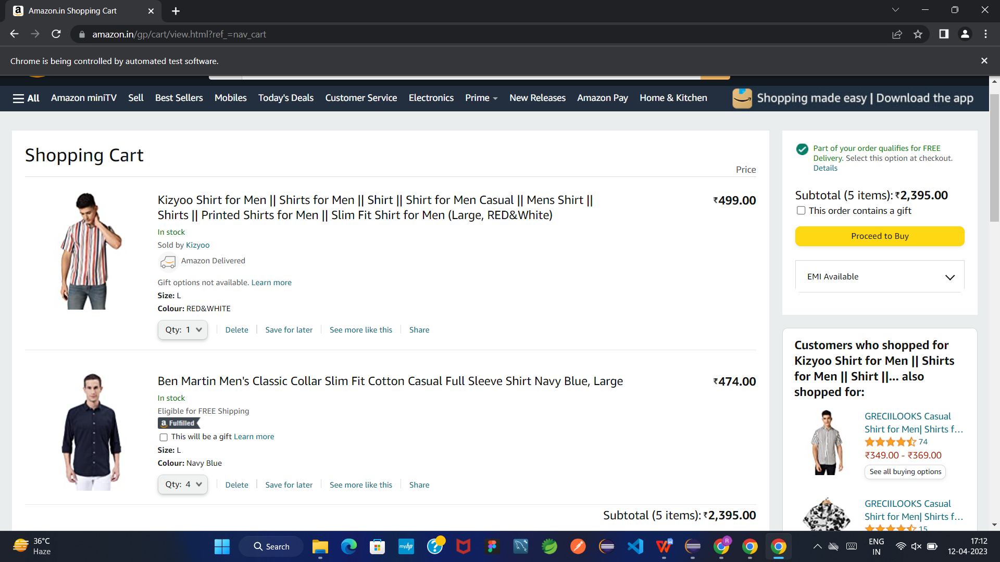 Amazon.in Shopping Cart
amazon.in/gp/cart/view.html?ref_=nav_cart
Chrome is being controlled by automated test software.
All Amazon miniTV Sell Best Sellers Mobiles Today's Deals Customer Service Electronics Prime New Releases Amazon Pay Home & Kitchen Shopping made easy | Download the app
Shopping Cart
Price
Kizyoo Shirt for Men || Shirts for Men || Shirt || Shirt for Men Casual || Mens Shirt ||
Shirts || Printed Shirts for Men || Slim Fit Shirt for Men (Large, RED&White)
₹499.00
In stock
Sold by Kizyoo
Amazon Delivered
Gift options not available. Learn more
Size: L
Colour: RED&WHITE
Qty: 1 Delete Save for later See more like this Share
Ben Martin Men's Classic Collar Slim Fit Cotton Casual Full Sleeve Shirt Navy Blue, Large
₹474.00
In stock
Eligible for FREE Shipping
a Fulfilled
This will be a gift Learn more
Size: L
Colour: Navy Blue
Qty: 4 Delete Save for later See more like this Share
Subtotal (5 items): ₹2,395.00
Part of your order qualifies for FREE
Delivery. Select this option at checkout.
Details
Subtotal (5 items): ₹2,395.00
This order contains a gift
Proceed to Buy
EMI Available
Customers who shopped for
Kizyoo Shirt for Men || Shirts
for Men || Shirt ||... also
shopped for:
GRECIILOOKS Casual
Shirt for Men| Shirts f...
74
₹349.00 - ₹369.00
See all buying options
GRECIILOOKS Casual
Shirt for Men| Shirts f...
15
36°C
Haze
Search
myhp
R
ENG
IN
17:12
12-04-2023